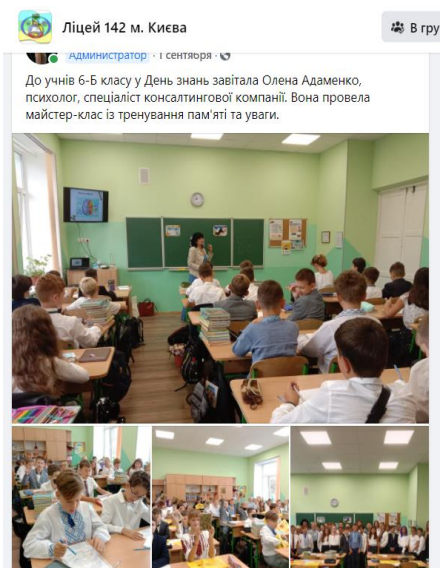 Ліцей 142 м. Києва
В гру
Администратор · 1 сентября ·
До учнів 6-Б класу у День знань завітала Олена Адаменко,
психолог, спеціаліст консалтингової компанії. Вона провела
майстер-клас із тренування пам'яті та уваги.